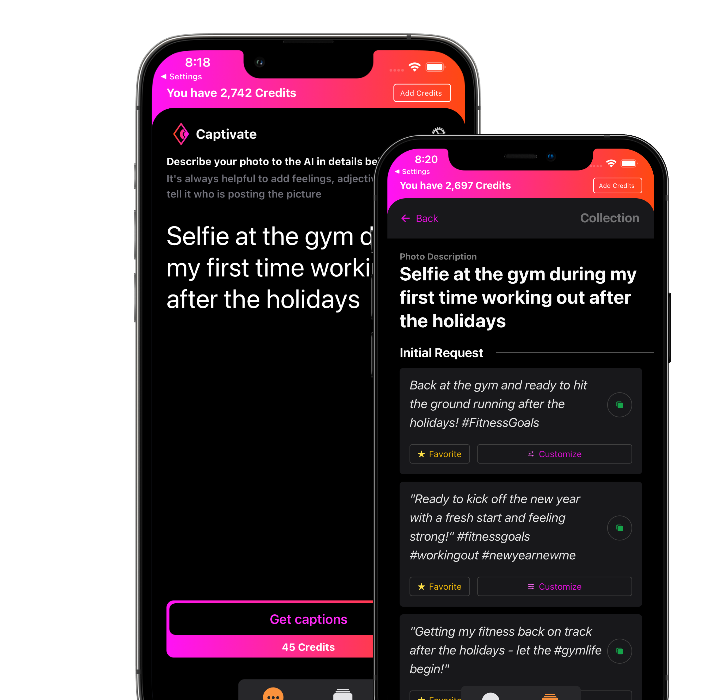 8:18
Settings
You have 2,742 Credits
Add Credits
Captivate
Describe your photo to the AI in details
It's always helpful to add feelings,
tell it who is posting the picture
Selfie at the gym
my first time
after the holidays
Get captions
45 Credits
8:20
Settings
You have 2,697 Credits
Add Credits
Back
Collection
Photo Description
Selfie at the gym during my
first time working out after
the holidays
Initial Request
Back at the gym and ready to hit
the ground running after the
holidays! #FitnessGoals
Favorite
Customize
"Ready to kick off the new year
with a fresh start and feeling
strong!" #fitnessgoals
#workingout #newyearnewme
Favorite
Customize
"Getting my fitness back on track
after the holidays - let the #gymlife
begin!"